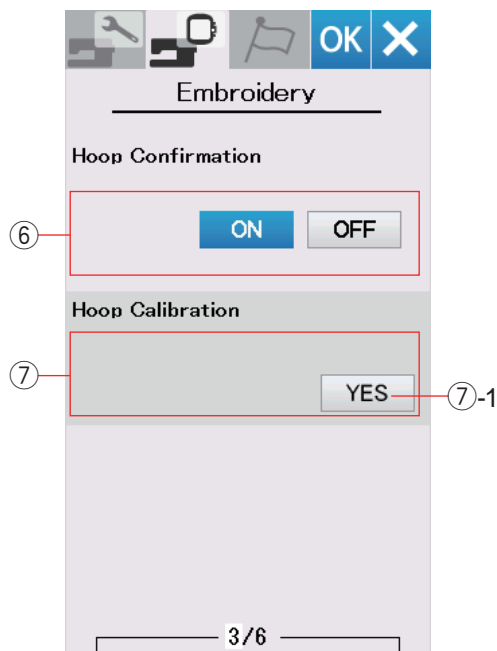 OK
Embroidery
Hoop Confirmation
⑥ ON OFF
Hoop Calibration
⑦ YES ⑦-1
3/6